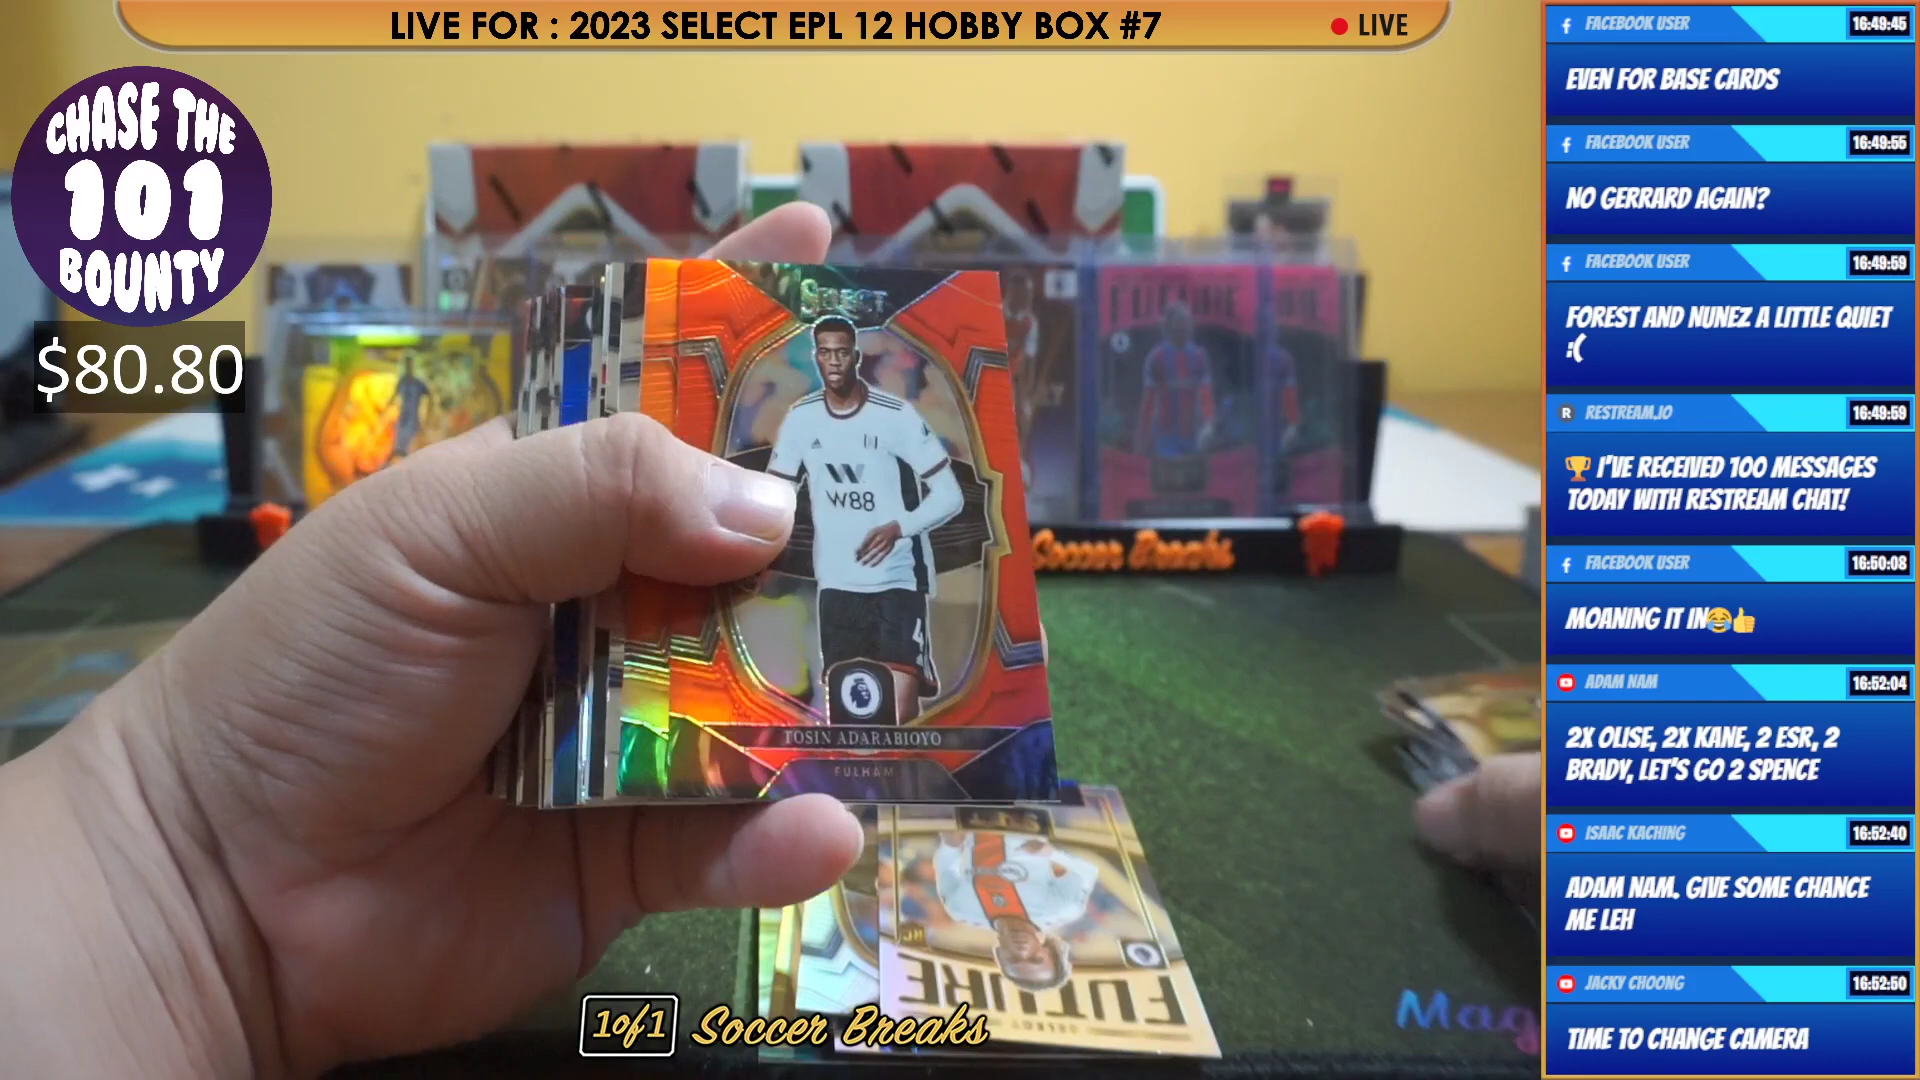 LIVE FOR : 2023 SELECT EPL 12 HOBBY BOX #7
LIVE
CHASE THE
101
BOUNTY
$80.80
SELECT
W88
4
TOSIN ADARABIOYO
FULHAM
FUTURE
Soccer Breaks
RC
SELECT
FUTURE
1of1 Soccer Breaks
Mag
FACEBOOK USER 16:49:45
EVEN FOR BASE CARDS
FACEBOOK USER 16:49:55
NO GERRARD AGAIN?
FACEBOOK USER 16:49:59
FOREST AND NUNEZ A LITTLE QUIET
:(
R RESTREAM.IO 16:49:59
🏆 I'VE RECEIVED 100 MESSAGES
TODAY WITH RESTREAM CHAT!
FACEBOOK USER 16:50:08
MOANING IT IN😂👍
ADAM NAM 16:52:04
2X OLISE, 2X KANE, 2 ESR, 2
BRADY, LET'S GO 2 SPENCE
ISAAC KACHING 16:52:40
ADAM NAM. GIVE SOME CHANCE
ME LEH
JACKY CHOONG 16:52:50
TIME TO CHANGE CAMERA